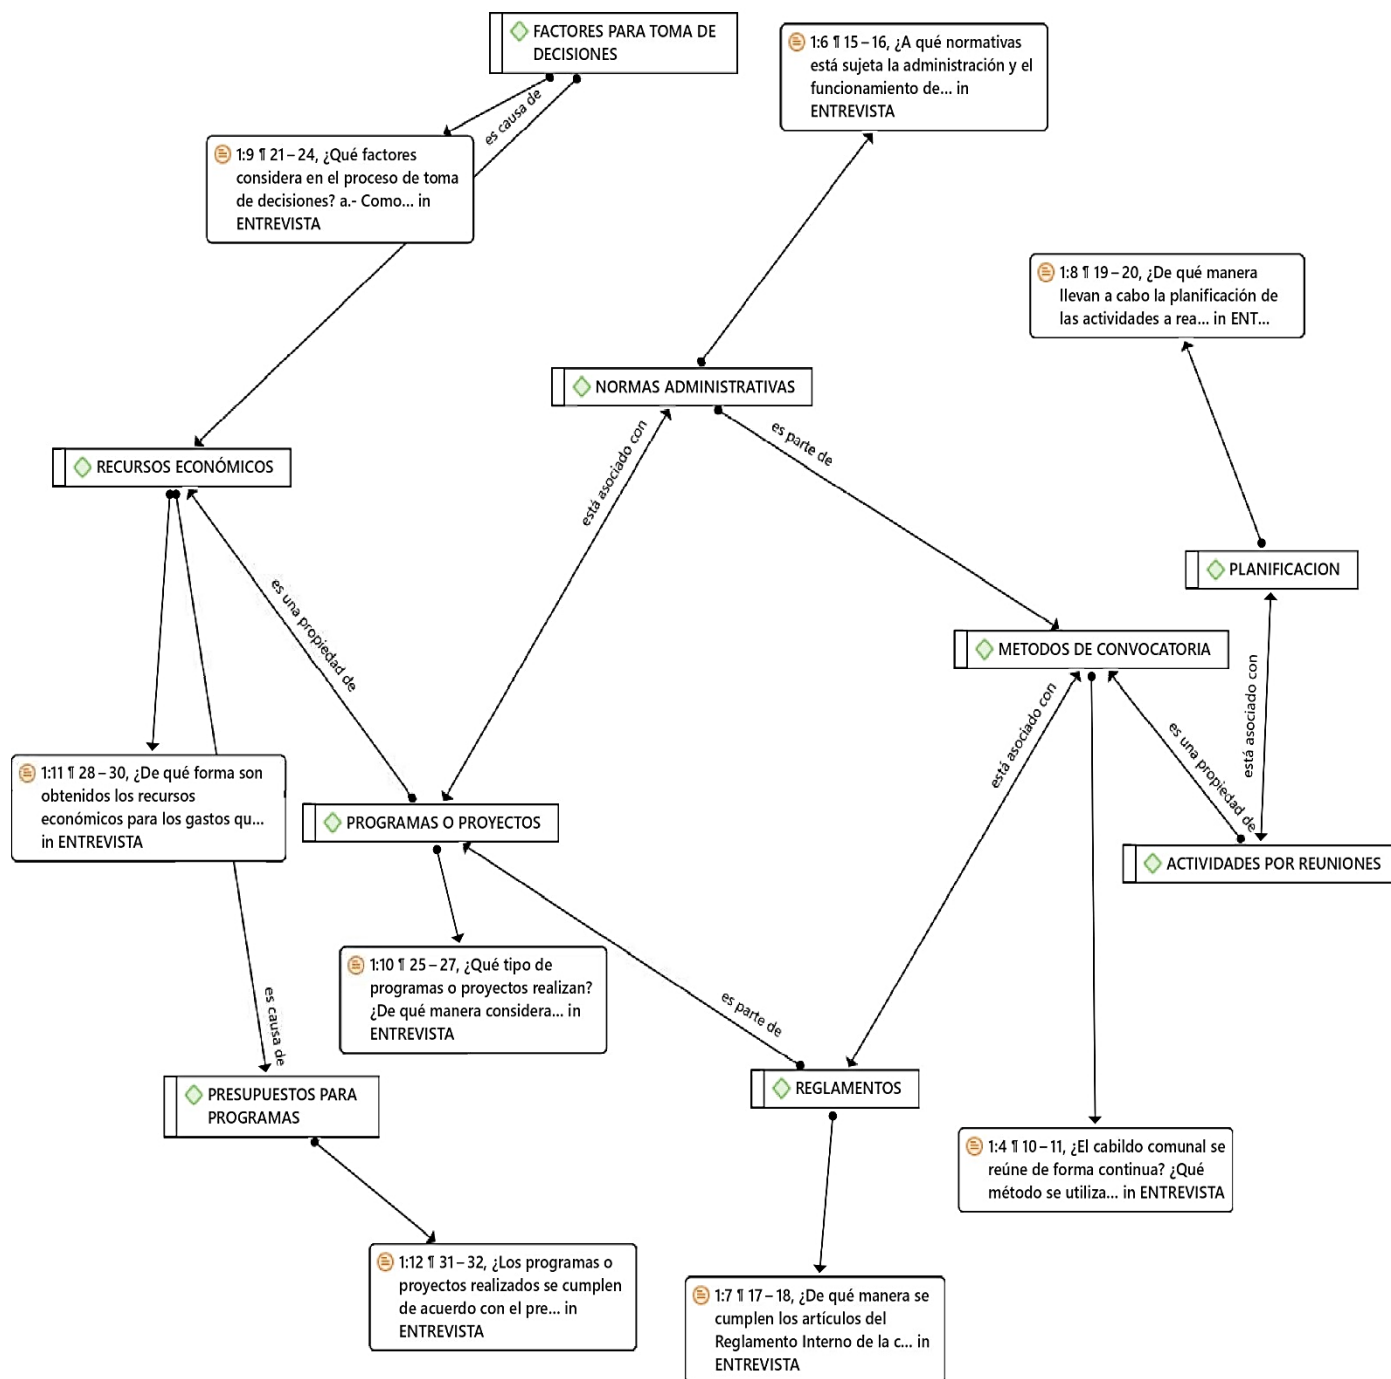 FACTORES PARA TOMA DE
DECISIONES
1:6 ¶ 15 – 16, ¿A qué normativas
está sujeta la administración y el
funcionamiento de... in
ENTREVISTA
es causa de
1:9 ¶ 21 – 24, ¿Qué factores
considera en el proceso de toma
de decisiones? a.- Como... in
ENTREVISTA
1:8 ¶ 19 – 20, ¿De qué manera
llevan a cabo la planificación de
las actividades a rea... in ENT...
NORMAS ADMINISTRATIVAS
es parte de
está asociado con
RECURSOS ECONÓMICOS
es una propiedad de
PLANIFICACION
METODOS DE CONVOCATORIA
está asociado con
está asociado con
es una propiedad de
1:11 ¶ 28 – 30, ¿De qué forma son
obtenidos los recursos
económicos para los gastos qu...
in ENTREVISTA
PROGRAMAS O PROYECTOS
ACTIVIDADES POR REUNIONES
1:10 ¶ 25 – 27, ¿Qué tipo de
programas o proyectos realizan?
¿De qué manera considera... in
ENTREVISTA
es parte de
es causa de
PRESUPUESTOS PARA
PROGRAMAS
REGLAMENTOS
1:4 ¶ 10 – 11, ¿El cabildo comunal se
reúne de forma continua? ¿Qué
método se utiliza... in ENTREVISTA
1:12 ¶ 31 – 32, ¿Los programas o
proyectos realizados se cumplen
de acuerdo con el pre... in
ENTREVISTA
1:7 ¶ 17 – 18, ¿De qué manera se
cumplen los artículos del
Reglamento Interno de la c... in
ENTREVISTA